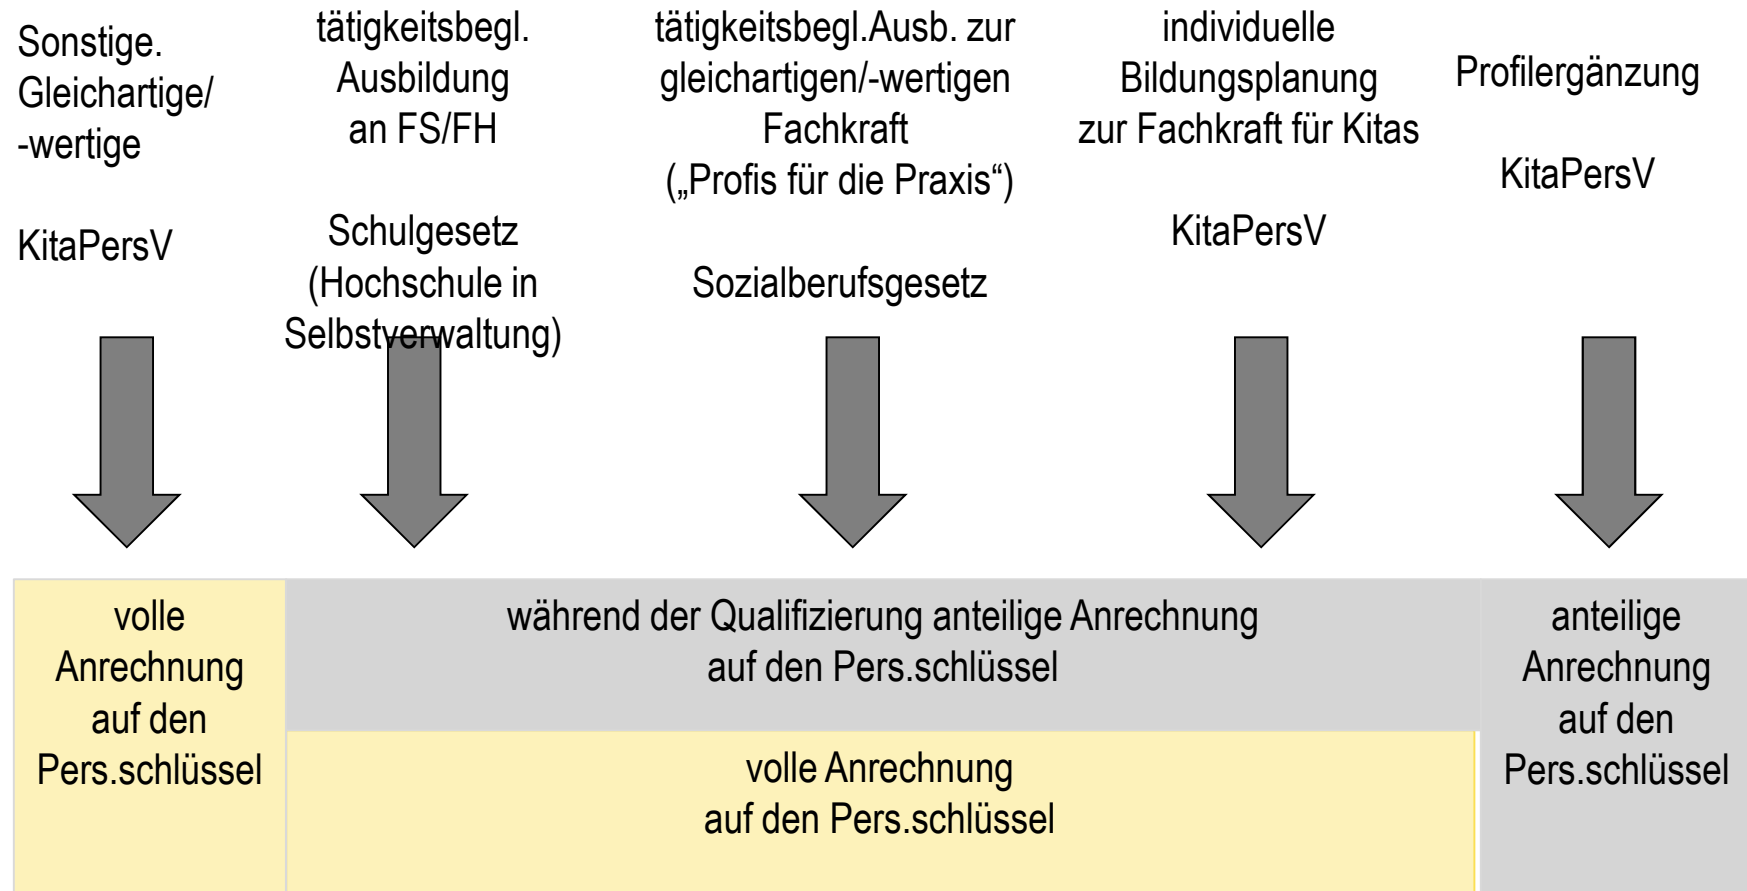 Sonstige.
Gleichartige/
-wertige
KitaPersV
tätigkeitsbegl.
Ausbildung
an FS/FH
Schulgesetz
(Hochschule in
Selbstverwaltung)
tätigkeitsbegl.Ausb. zur
gleichartigen/-wertigen
Fachkraft
(„Profis für die Praxis“)
Sozialberufsgesetz
individuelle
Bildungsplanung
zur Fachkraft für Kitas
KitaPersV
Profilergänzung
KitaPersV
volle
Anrechnung
auf den
Pers.schlüssel
während der Qualifizierung anteilige Anrechnung
auf den Pers.schlüssel
volle Anrechnung
auf den Pers.schlüssel
anteilige
Anrechnung
auf den
Pers.schlüssel